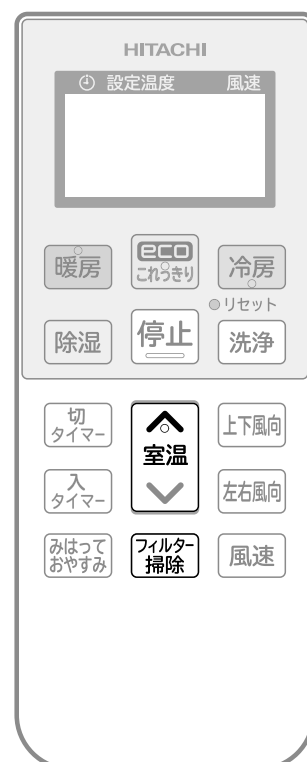 HITACHI
設定温度 風速
暖房
eco
これっきり
冷房
リセット
除湿
停止
洗浄
切
タイマー
室温
上下風向
入
タイマー
左右風向
みはって
おやすみ
フィルター
掃除
風速